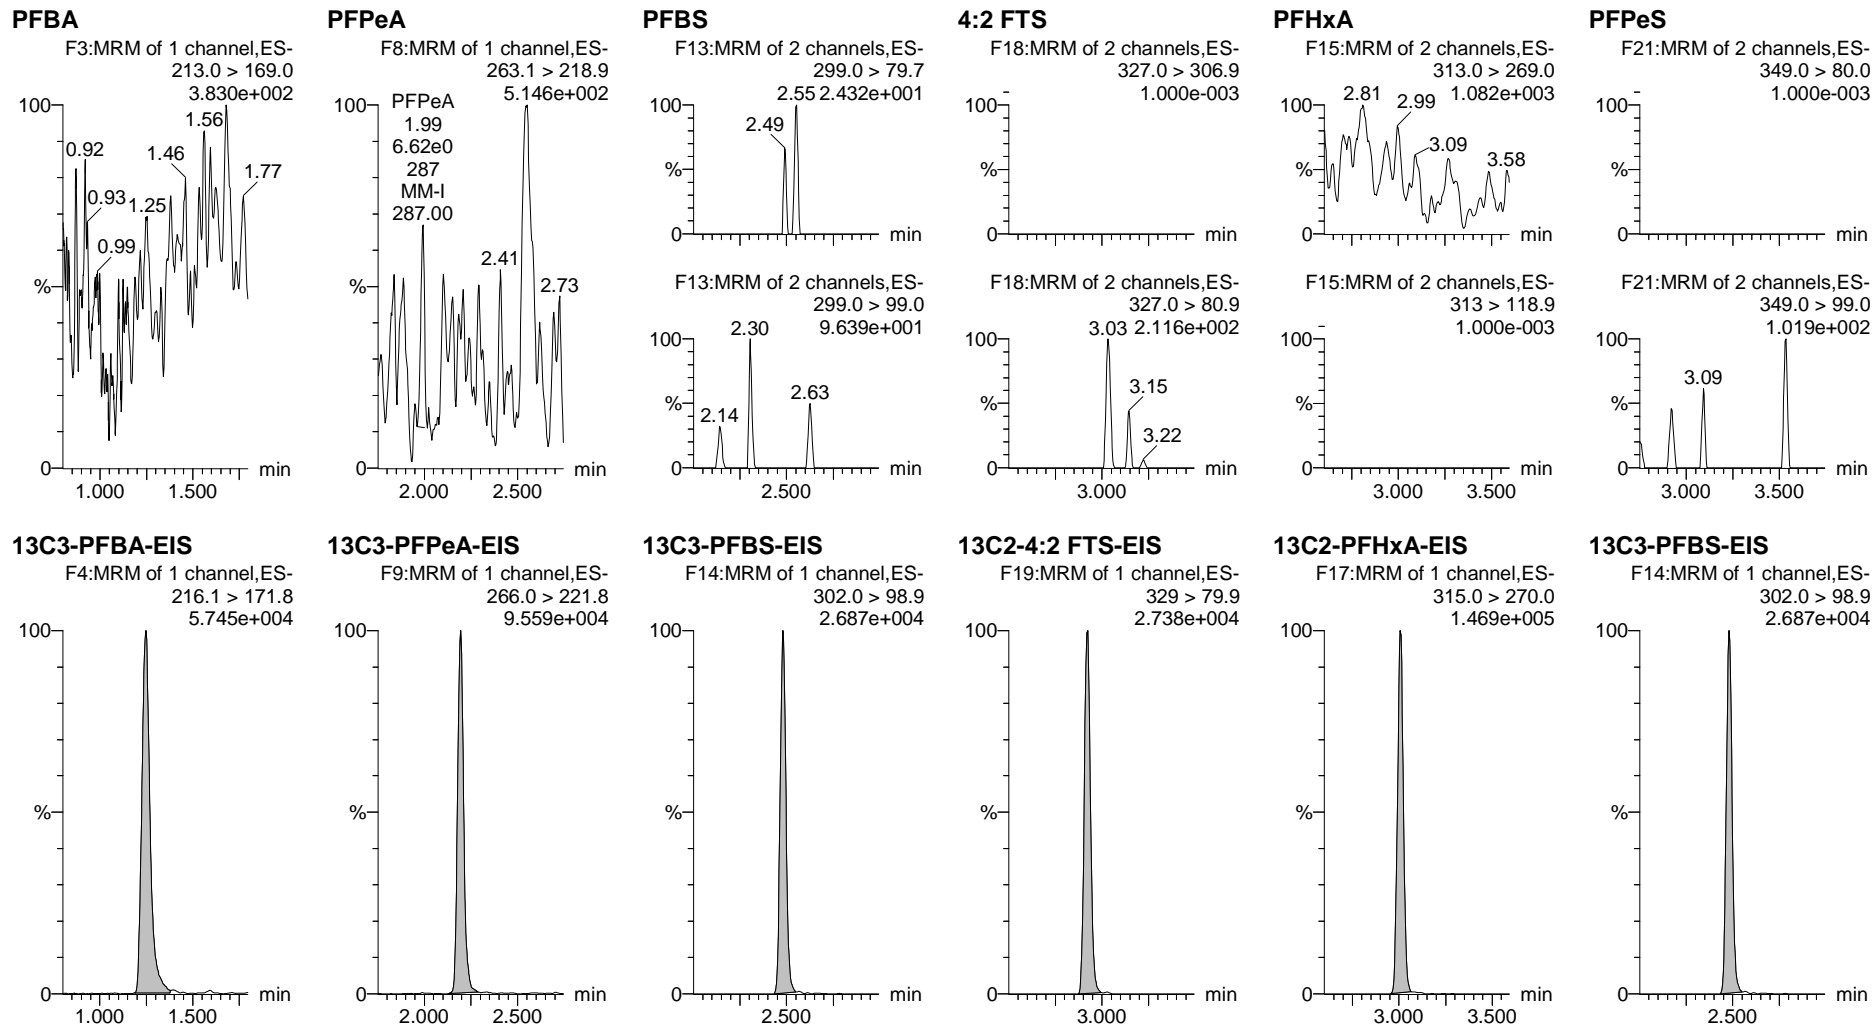 PFBA
F3:MRM of 1 channel,ES-
213.0 > 169.0
3.830e+002
100
0.92
0.93
0.99
1.25
1.46
1.56
1.77
%
0
min
1.000
1.500
PFPeA
F8:MRM of 1 channel,ES-
263.1 > 218.9
5.146e+002
100
PFPeA
1.99
6.62e0
287
MM-I
287.00
2.41
2.73
%
0
min
2.000
2.500
PFBS
F13:MRM of 2 channels,ES-
299.0 > 79.7
2.432e+001
100
2.55
2.49
%
0
min
F13:MRM of 2 channels,ES-
299.0 > 99.0
9.639e+001
100
2.30
2.63
2.14
%
0
min
2.500
4:2 FTS
F18:MRM of 2 channels,ES-
327.0 > 306.9
1.000e-003
100
%
0
min
F18:MRM of 2 channels,ES-
327.0 > 80.9
2.116e+002
100
3.03
3.15
3.22
%
0
min
3.000
PFHxA
F15:MRM of 2 channels,ES-
313.0 > 269.0
1.082e+003
100
2.81
2.99
3.09
3.58
%
0
min
F15:MRM of 2 channels,ES-
313 > 118.9
1.000e-003
100
%
0
min
3.000
3.500
PFPeS
F21:MRM of 2 channels,ES-
349.0 > 80.0
1.000e-003
100
%
0
min
F21:MRM of 2 channels,ES-
349.0 > 99.0
1.019e+002
100
3.09
%
0
min
3.000
3.500
13C3-PFBA-EIS
F4:MRM of 1 channel,ES-
216.1 > 171.8
5.745e+004
100
%
0
min
1.000
1.500
13C3-PFPeA-EIS
F9:MRM of 1 channel,ES-
266.0 > 221.8
9.559e+004
100
%
0
min
2.000
2.500
13C3-PFBS-EIS
F14:MRM of 1 channel,ES-
302.0 > 98.9
2.687e+004
100
%
0
min
2.500
13C2-4:2 FTS-EIS
F19:MRM of 1 channel,ES-
329 > 79.9
2.738e+004
100
%
0
min
3.000
13C2-PFHxA-EIS
F17:MRM of 1 channel,ES-
315.0 > 270.0
1.469e+005
100
%
0
min
3.000
3.500
13C3-PFBS-EIS
F14:MRM of 1 channel,ES-
302.0 > 98.9
2.687e+004
100
%
0
min
2.500